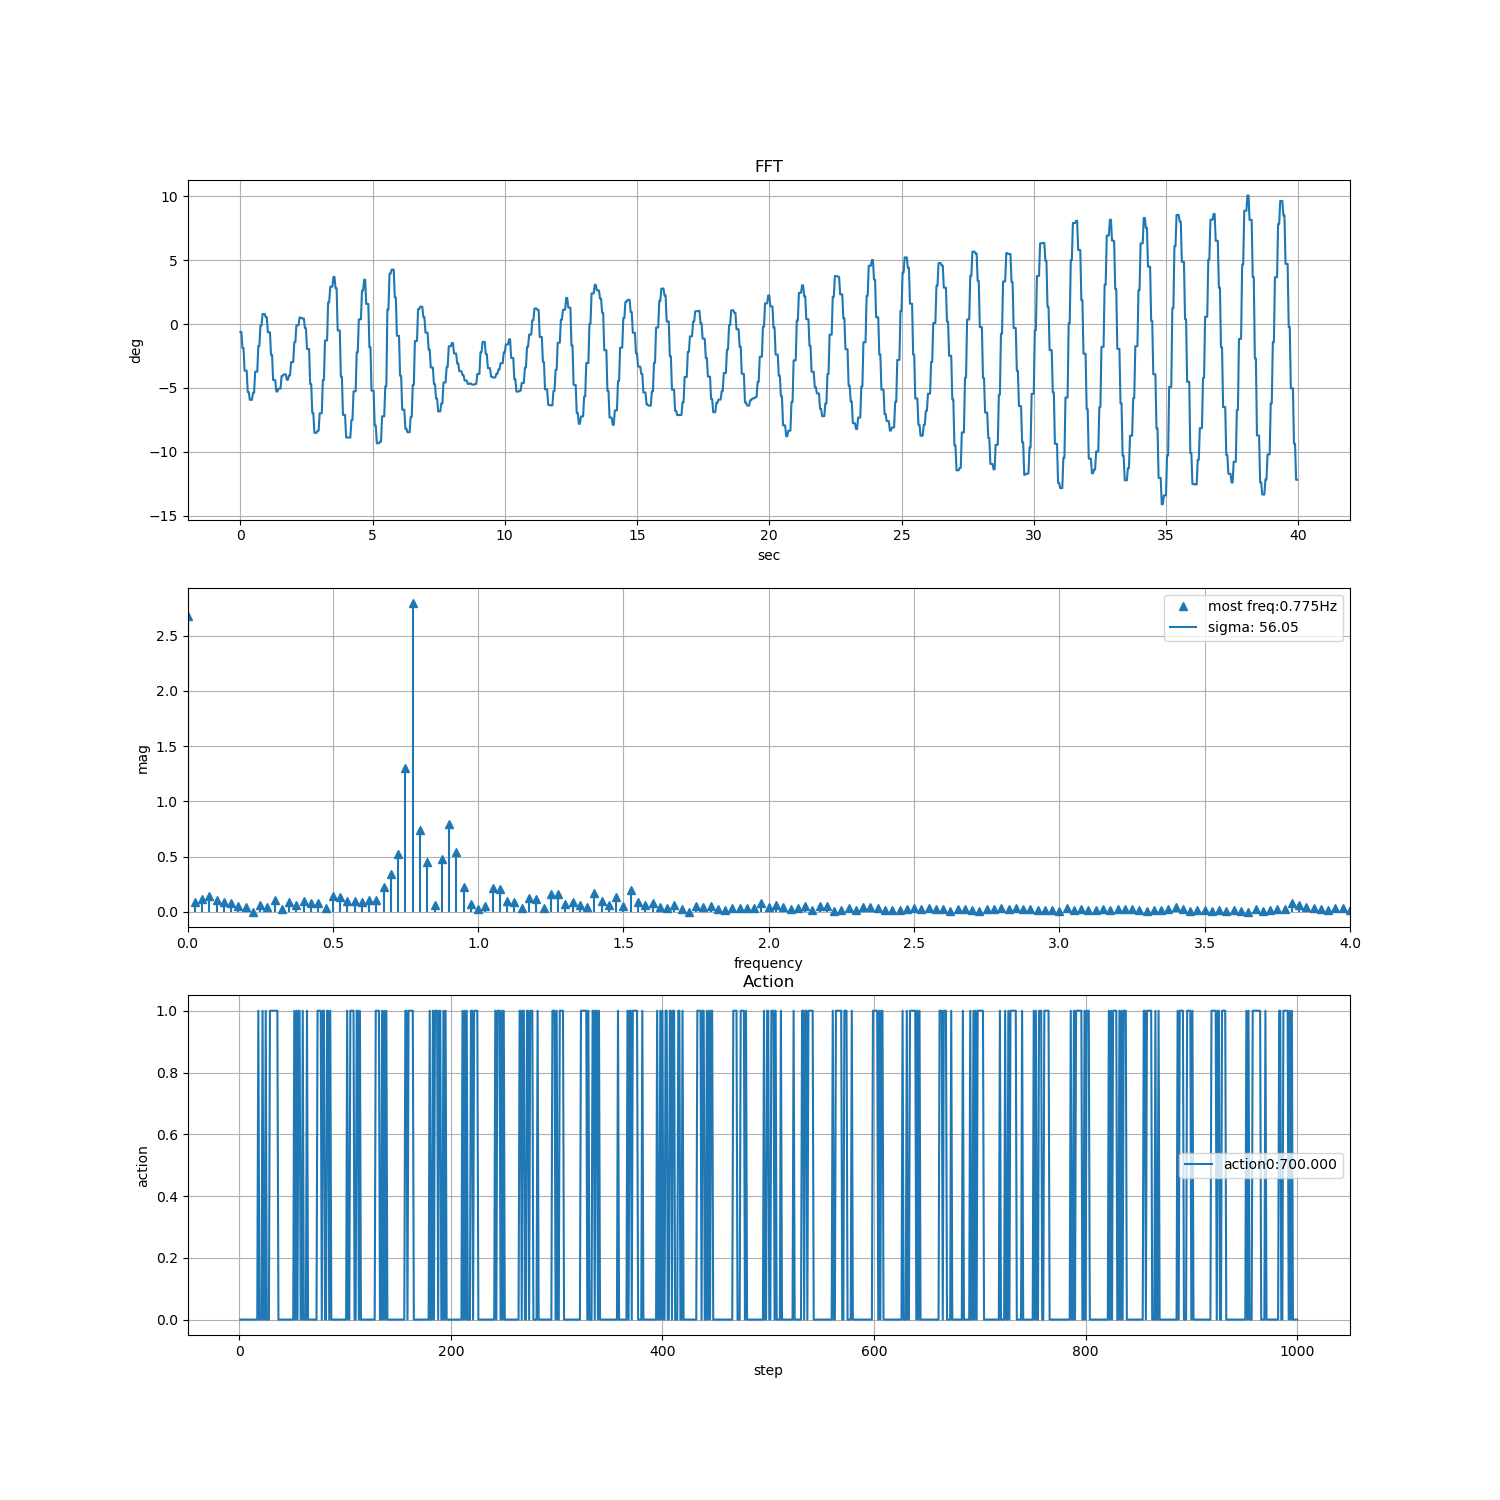 FFT
10
5
0
−5
−10
−15
deg
0 5 10 15 20 25 30 35 40
sec
2.5
2.0
1.5
1.0
0.5
0.0
mag
most freq:0.775Hz
sigma: 56.05
0.0 0.5 1.0 1.5 2.0 2.5 3.0 3.5 4.0
frequency
Action
1.0
0.8
0.6
0.4
0.2
0.0
action
action0:700.000
0 200 400 600 800 1000
step